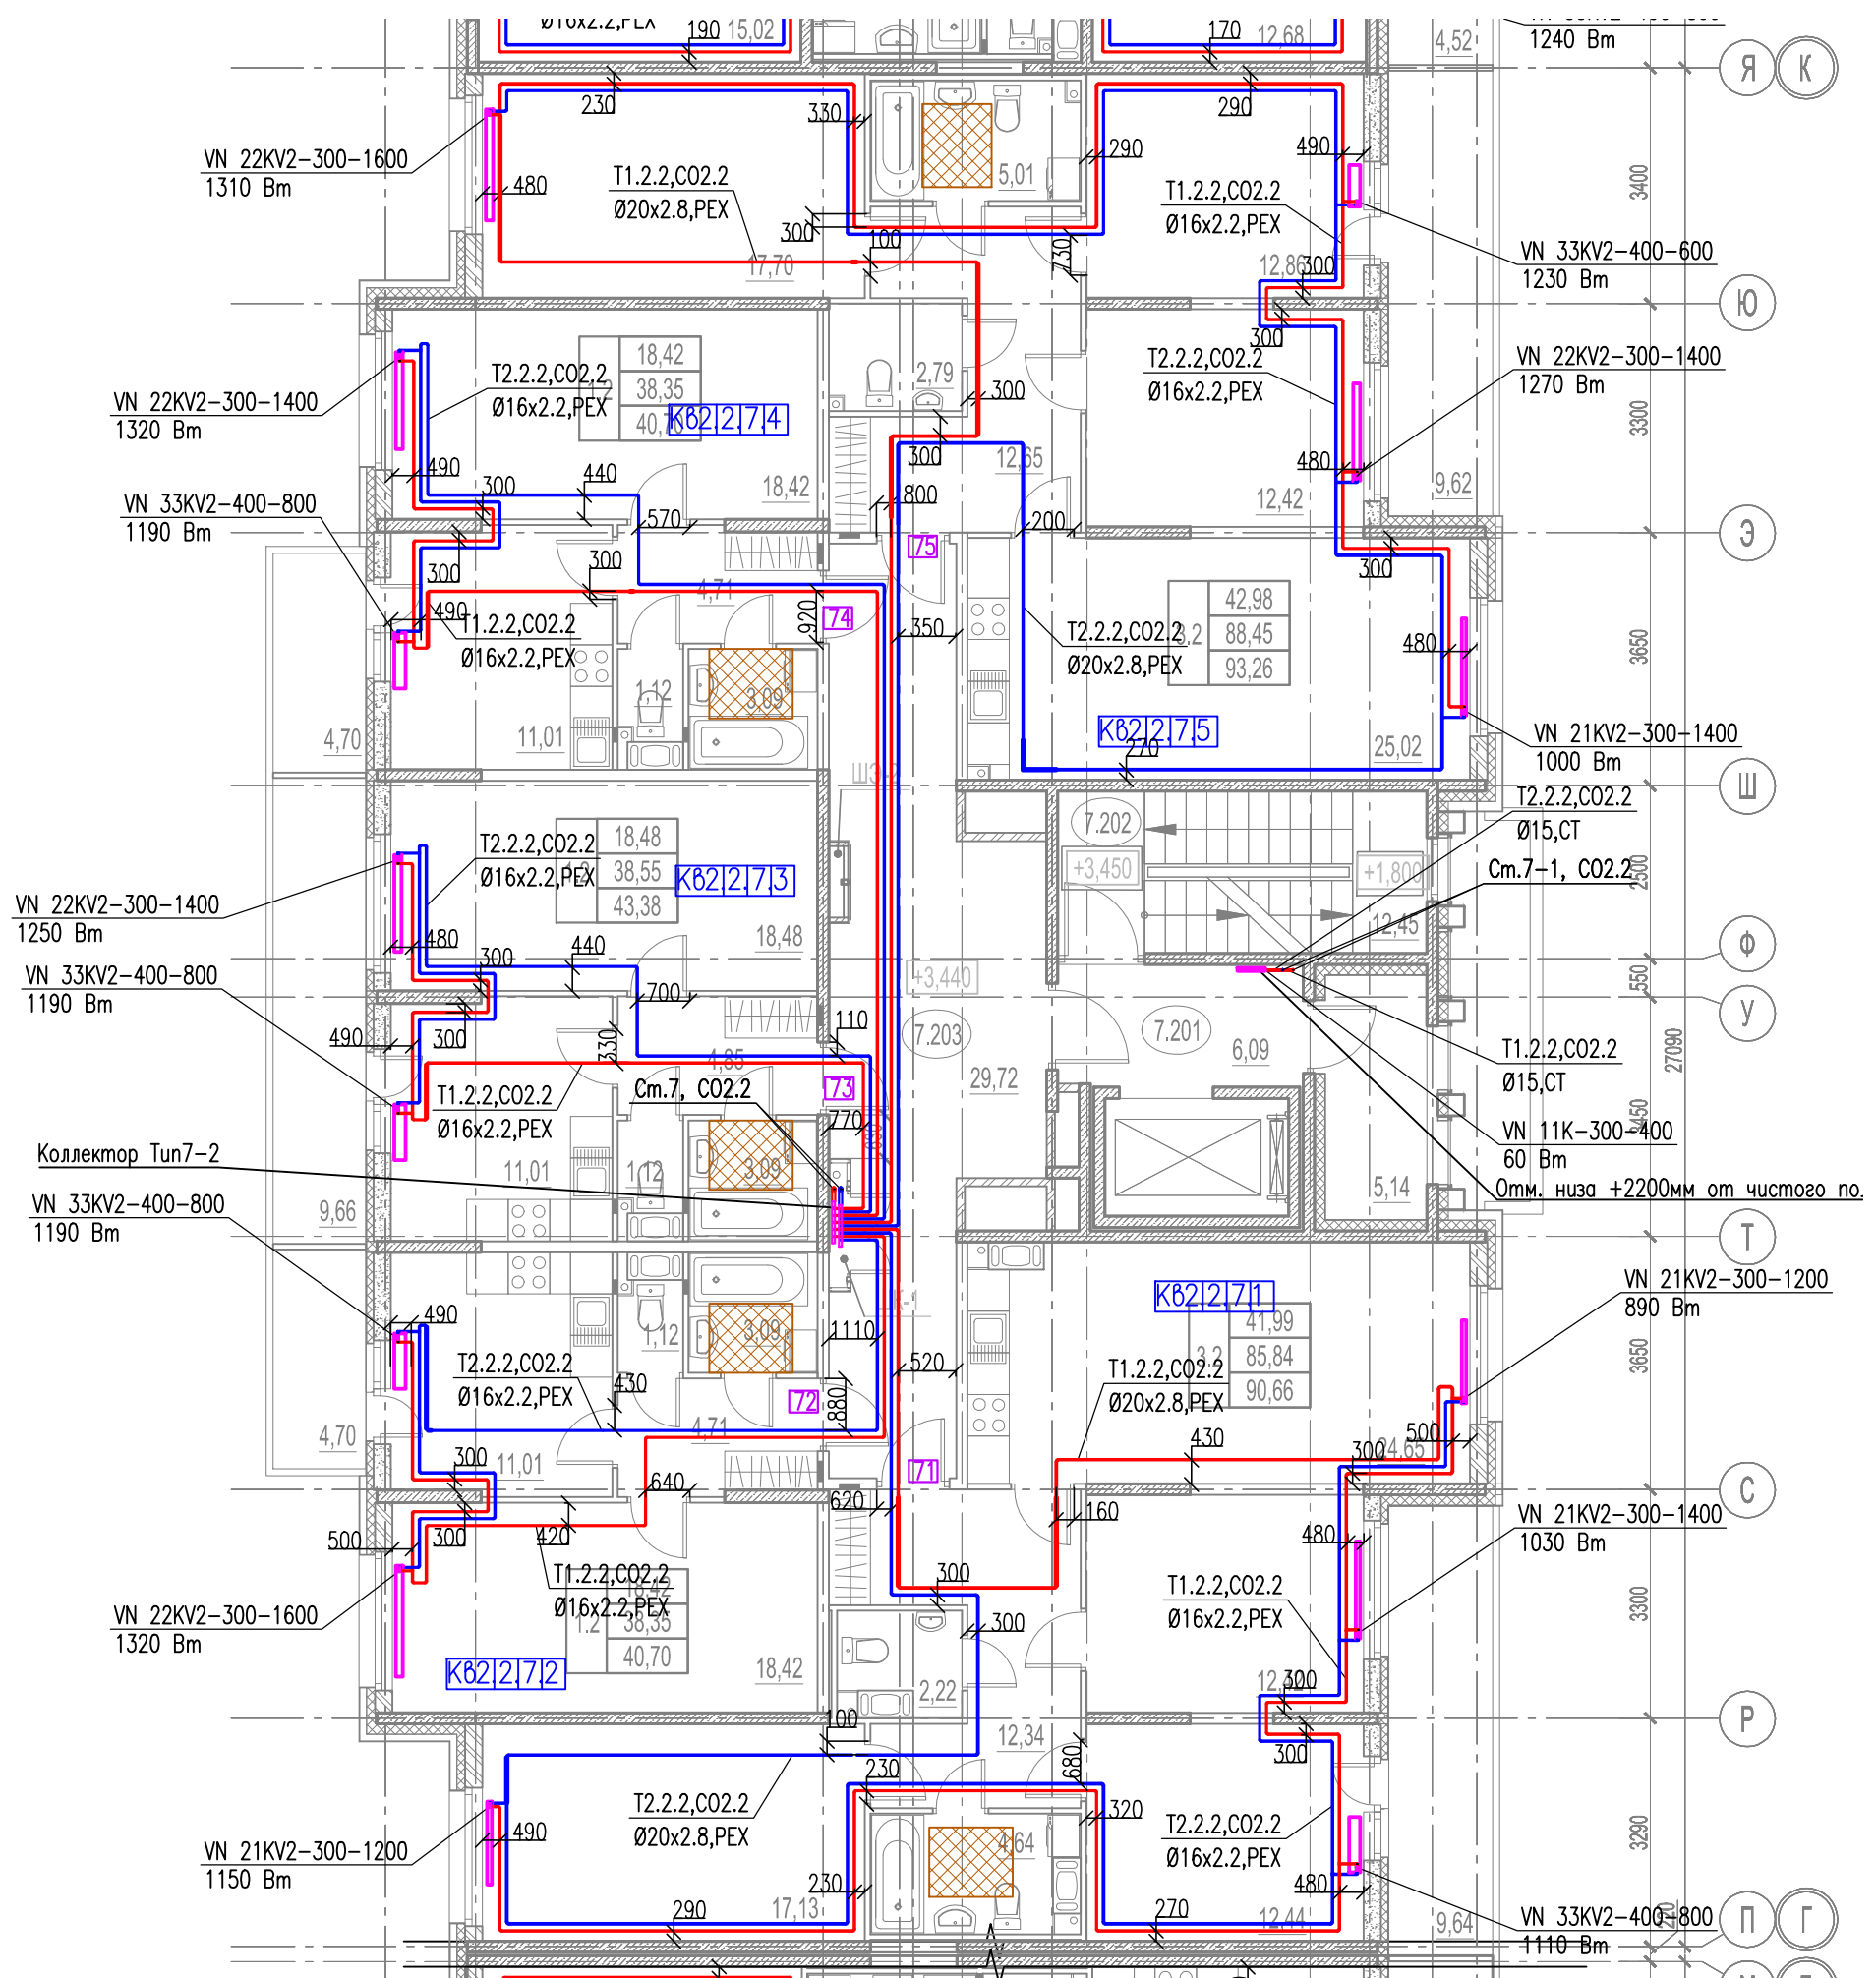 Ø16x2.2,PEX
190
15,02
170
12,68
4,52
1240 Вт
Я
К
230
330
290
VN 22KV2-300-1600
1310 Вт
480
T1.2.2,CO2.2
Ø20x2.8,PEX
5,01
290
490
T1.2.2,CO2.2
Ø16x2.2,PEX
3400
300
100
730
17,70
12,86
300
VN 33KV2-400-600
1230 Вт
Ю
300
18,42
38,35
VN 22KV2-300-1400
1320 Вт
T2.2.2,CO2.2
Ø16x2.2,PEX
Кв2.2.7.4
2,79
300
T2.2.2,CO2.2
Ø16x2.2,PEX
VN 22KV2-300-1400
1270 Вт
3300
490
300
440
18,42
300
12,65
480
12,42
9,62
VN 33KV2-400-800
1190 Вт
800
570
200
75
Э
300
300
4,71
300
42,98
88,45
93,26
3.2
490
T1.2.2,CO2.2
Ø16x2.2,PEX
920
74
350
T2.2.2,CO2.2
Ø20x2.8,PEX
480
3650
1,12
3,09
4,70
11,01
Кв2.2.7.5
270
25,02
VN 21KV2-300-1400
1000 Вт
Ш
T2.2.2,CO2.2
Ø15,СТ
7.202
+3,450
+1,800
Ст.7-1, CO2.2
2500
T2.2.2,CO2.2
Ø16x2.2,PEX
18,48
38,55
43,38
Кв2.2.7.3
VN 22KV2-300-1400
1250 Вт
480
300
440
18,48
12,45
Ф
VN 33KV2-400-800
1190 Вт
700
+3,440
550
У
490
300
330
110
7.203
7.201
6,09
4,85
27090
T1.2.2,CO2.2
Ø16x2.2,PEX
Ст.7, CO2.2
73
29,72
T1.2.2,CO2.2
Ø15,СТ
770
VN 11K-300-400
60 Вт
Коллектор Тип7-2
11,01
1,12
3,09
5,14
Отм. низа +2200мм от чистого по.
VN 33KV2-400-800
1190 Вт
9,66
Т
Кв2.2.7.1
VN 21KV2-300-1200
890 Вт
490
1,12
3,09
1110
520
41,99
85,84
90,66
3.2
3650
T2.2.2,CO2.2
Ø16x2.2,PEX
430
72
880
T1.2.2,CO2.2
Ø20x2.8,PEX
4,70
4,71
430
300
24,65
500
300
11,01
640
71
С
500
300
420
620
160
VN 21KV2-300-1400
1030 Вт
480
T1.2.2,CO2.2
Ø16x2.2,PEX
18,42
38,35
40,70
1.2
300
T1.2.2,CO2.2
Ø16x2.2,PEX
VN 22KV2-300-1600
1320 Вт
300
3300
Кв2.2.7.2
18,42
2,22
300
100
12,34
680
300
Р
230
T2.2.2,CO2.2
Ø20x2.8,PEX
490
320
T2.2.2,CO2.2
Ø16x2.2,PEX
4,64
3290
VN 21KV2-300-1200
1150 Вт
230
480
290
17,13
270
12,44
9,64
VN 33KV2-400-800
1110 Вт
220
П
Г